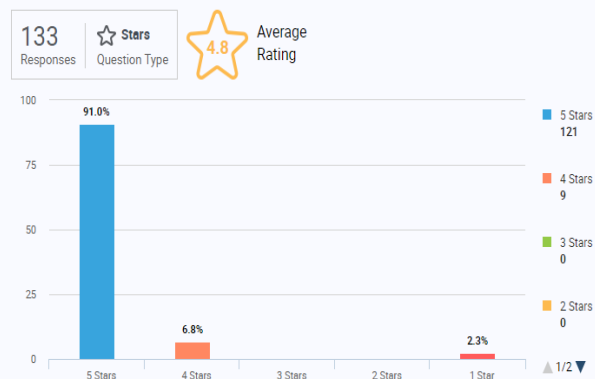 133
Responses
Stars
Question Type
4.8
Average
Rating
100
75
50
25
0
91.0%
6.8%
2.3%
5 Stars
4 Stars
3 Stars
2 Stars
1 Star
5 Stars
121
4 Stars
9
3 Stars
0
2 Stars
0
1/2